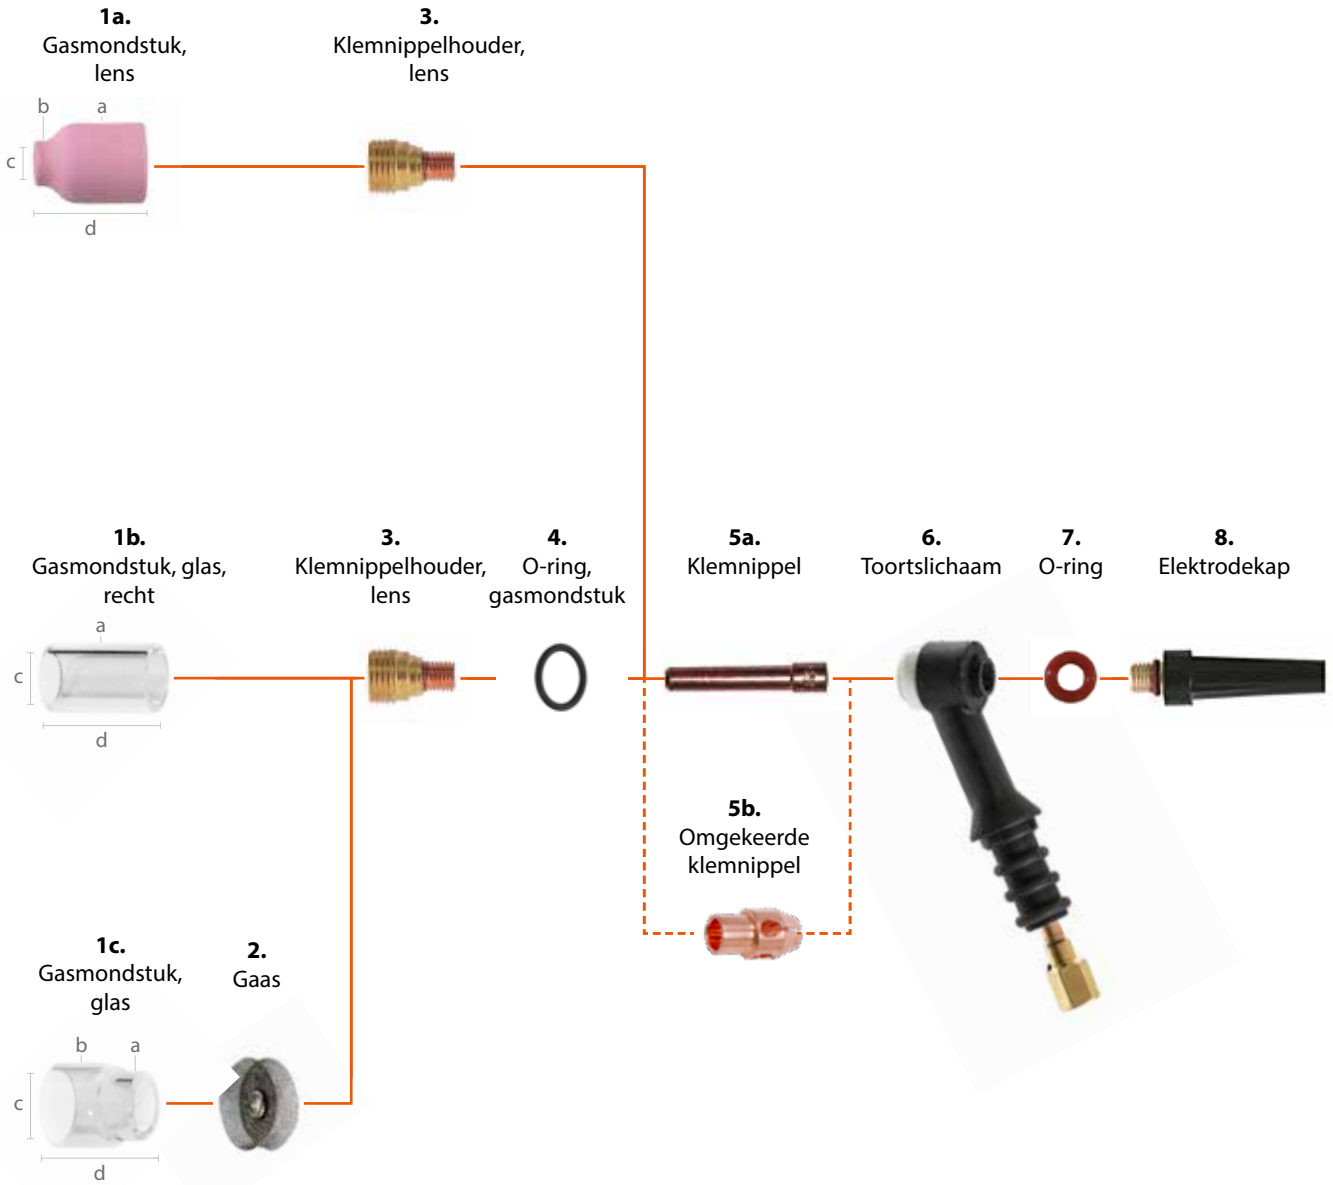 1a.
Gasmondstuk,
lens
3.
Klemnippelhouder,
lens
b
a
c
d
1b.
Gasmondstuk, glas,
recht
3.
Klemnippelhouder,
lens
4.
O-ring,
gasmondstuk
5a.
Klemnippel
6.
Toortslichaam
7.
O-ring
8.
Elektrodekap
a
c
d
5b.
Omgekeerde
klemnippel
1c.
Gasmondstuk,
glas
2.
Gaas
b
a
c
d